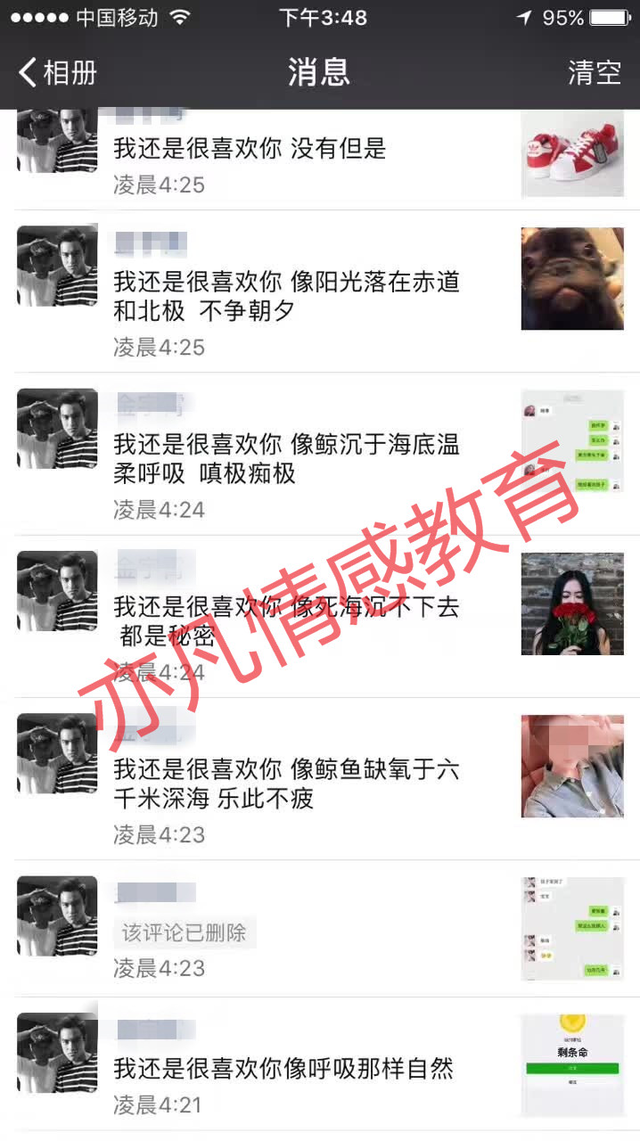 中国移动
下午3:48
95%
相册
消息
清空
我还是很喜欢你 没有但是
凌晨4:25
我还是很喜欢你 像阳光落在赤道
和北极 不争朝夕
凌晨4:25
我还是很喜欢你 像鲸沉于海底温
柔呼吸 嗔极痴极
凌晨4:24
我还是很喜欢你 像死海沉不下去
都是秘密
凌晨4:24
我还是很喜欢你 像鲸鱼缺氧于六
千米深海 乐此不疲
凌晨4:23
该评论已删除
凌晨4:23
我还是很喜欢你像呼吸那样自然
凌晨4:21
剩条命
亦凡情感教育